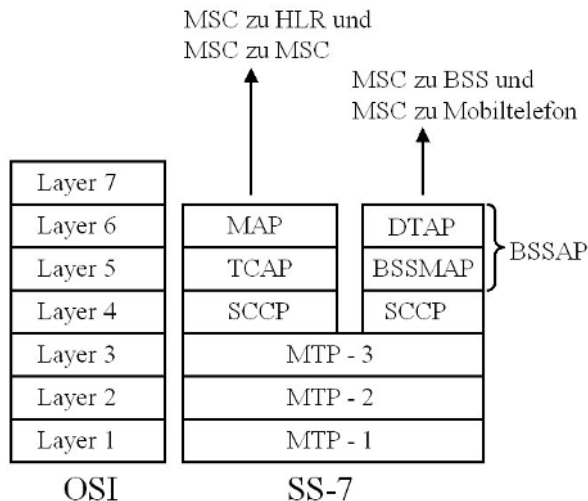 MSC zu HLR und
MSC zu MSC
MSC zu BSS und
MSC zu Mobiltelefon
Layer 7
Layer 6
MAP
DTAP
Layer 5
TCAP
BSSMAP
BSSAP
Layer 4
SCCP
SCCP
Layer 3
MTP - 3
Layer 2
MTP - 2
Layer 1
MTP - 1
OSI
SS-7